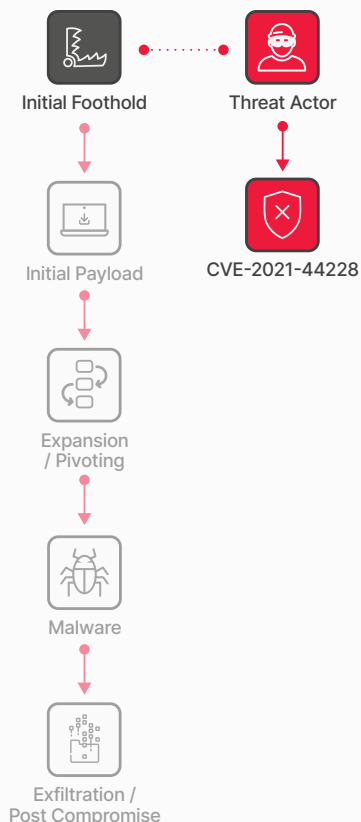 Initial Foothold
Threat Actor
Initial Payload
CVE-2021-44228
Expansion
/ Pivoting
Malware
Exfiltration /
Post Compromise